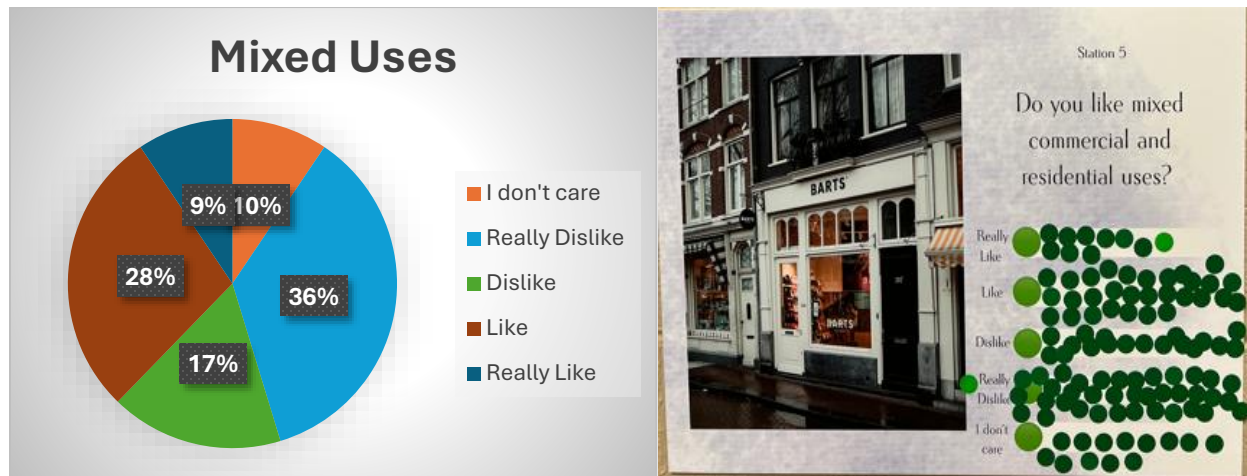 Mixed Uses
9%
10%
36%
17%
28%
I don't care
Really Dislike
Dislike
Like
Really Like
Station 5
Do you like mixed
commercial and
residential uses?
Really
Like
Like
Dislike
Really
Dislike
I don't
care
BARTS
BARTS